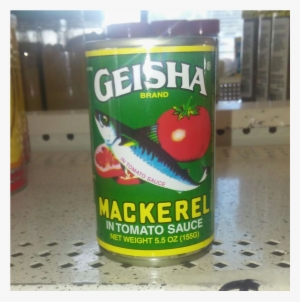 GEISHA
BRAND
IN TOMATO SAUCE
MACKEREL
IN TOMATO SAUCE
NET WEIGHT 5.5 OZ (155G)